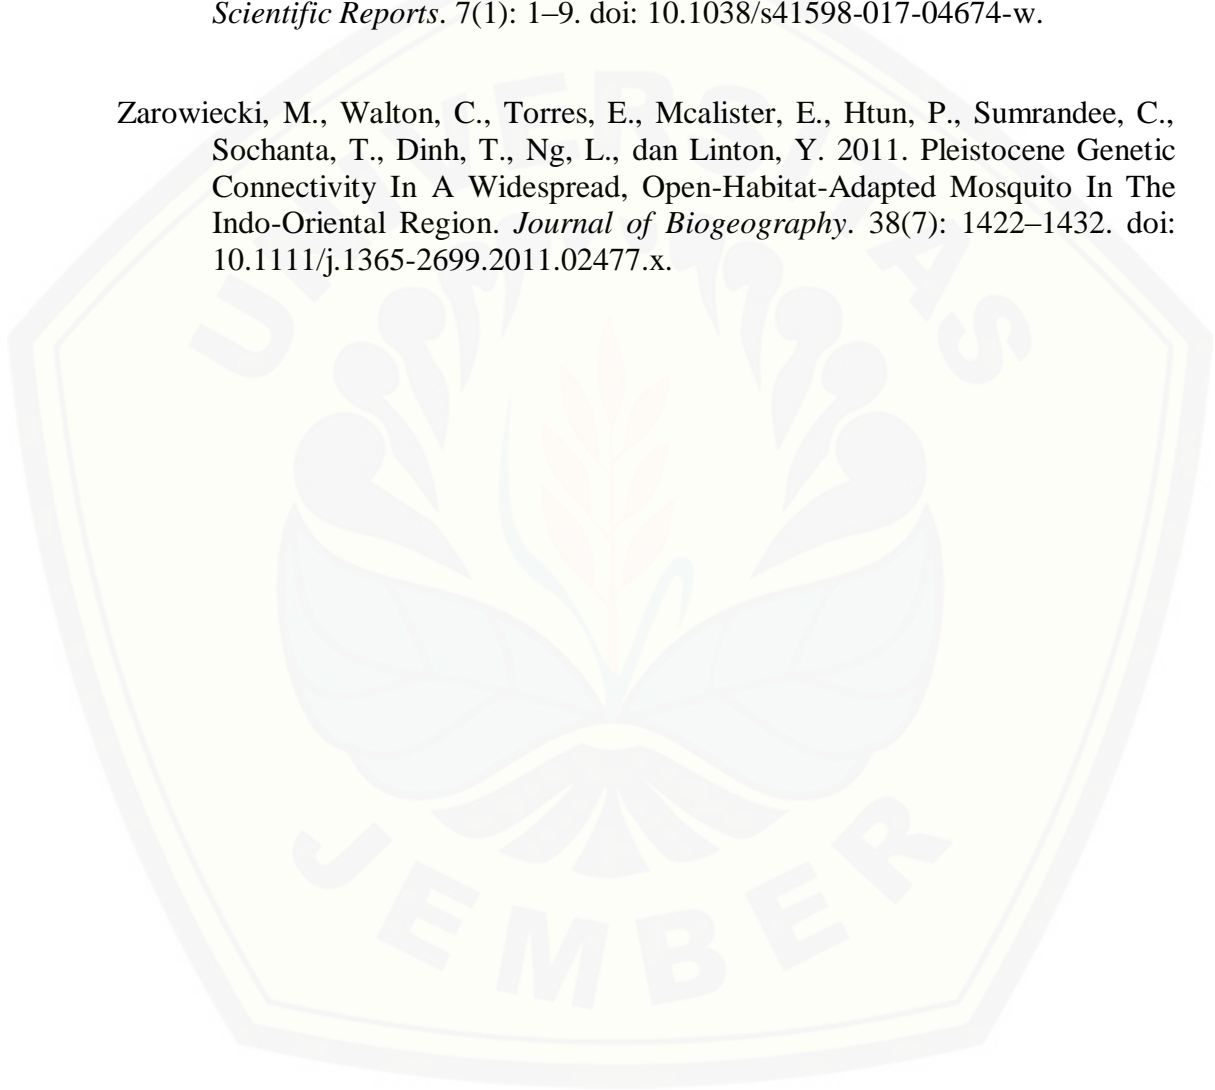 Scientific Reports. 7(1): 1–9. doi: 10.1038/s41598-017-04674-w.
Zarowiecki, M., Walton, C., Torres, E., Mcalister, E., Htun, P., Sumrandee, C.,
Sochanta, T., Dinh, T., Ng, L., dan Linton, Y. 2011. Pleistocene Genetic
Connectivity In A Widespread, Open-Habitat-Adapted Mosquito In The
Indo-Oriental Region. Journal of Biogeography. 38(7): 1422–1432. doi:
10.1111/j.1365-2699.2011.02477.x.
UNIVERSITAS
JEMBER